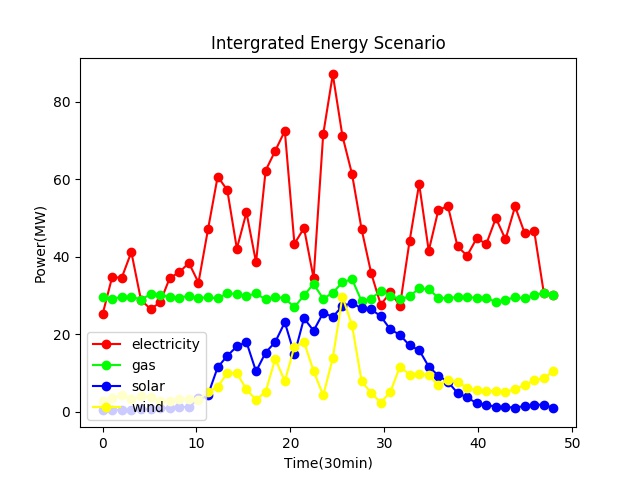 Intergrated Energy Scenario
Power(MW)
80
60
40
20
0
electricity
gas
solar
wind
0 10 20 30 40 50
Time(30min)